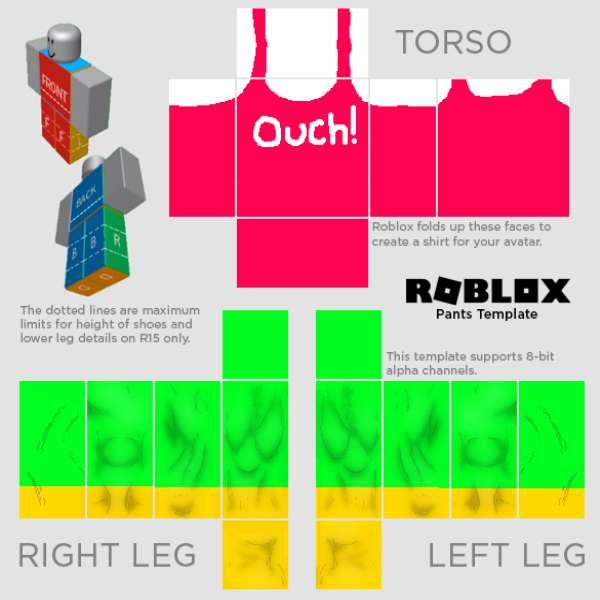 TORSO
FRONT
F F L
Ouch!
BACK
B B R
Roblox folds up these faces to
create a shirt for your avatar.
ROBLOX
Pants Template
The dotted lines are maximum
limits for height of shoes and
lower leg details on R15 only.
This template supports 8-bit
alpha channels.
RIGHT LEG
LEFT LEG